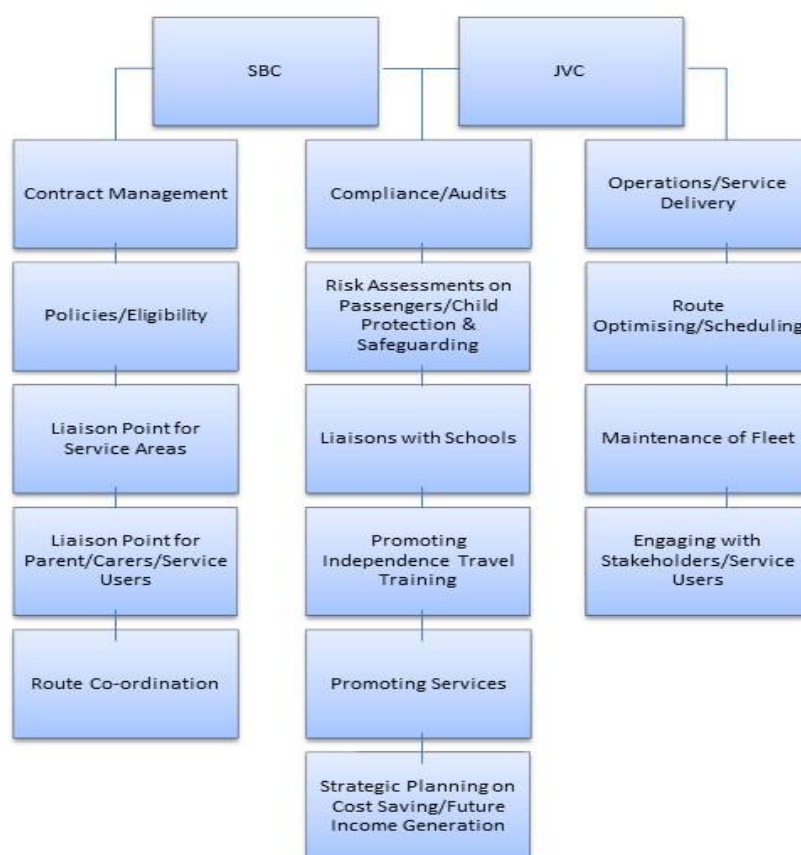 SBC
JVC
Contract Management
Policies/Eligibility
Liaison Point for
Service Areas
Liaison Point for
Parent/Carers/Service
Users
Route Co-ordination
Compliance/Audits
Risk Assessments on
Passengers/Child
Protection &
Safeguarding
Liaisons with Schools
Promoting
Independence Travel
Training
Promoting Services
Strategic Planning on
Cost Saving/Future
Income Generation
Operations/Service
Delivery
Route
Optimising/Scheduling
Maintenance of Fleet
Engaging with
Stakeholders/Service
Users